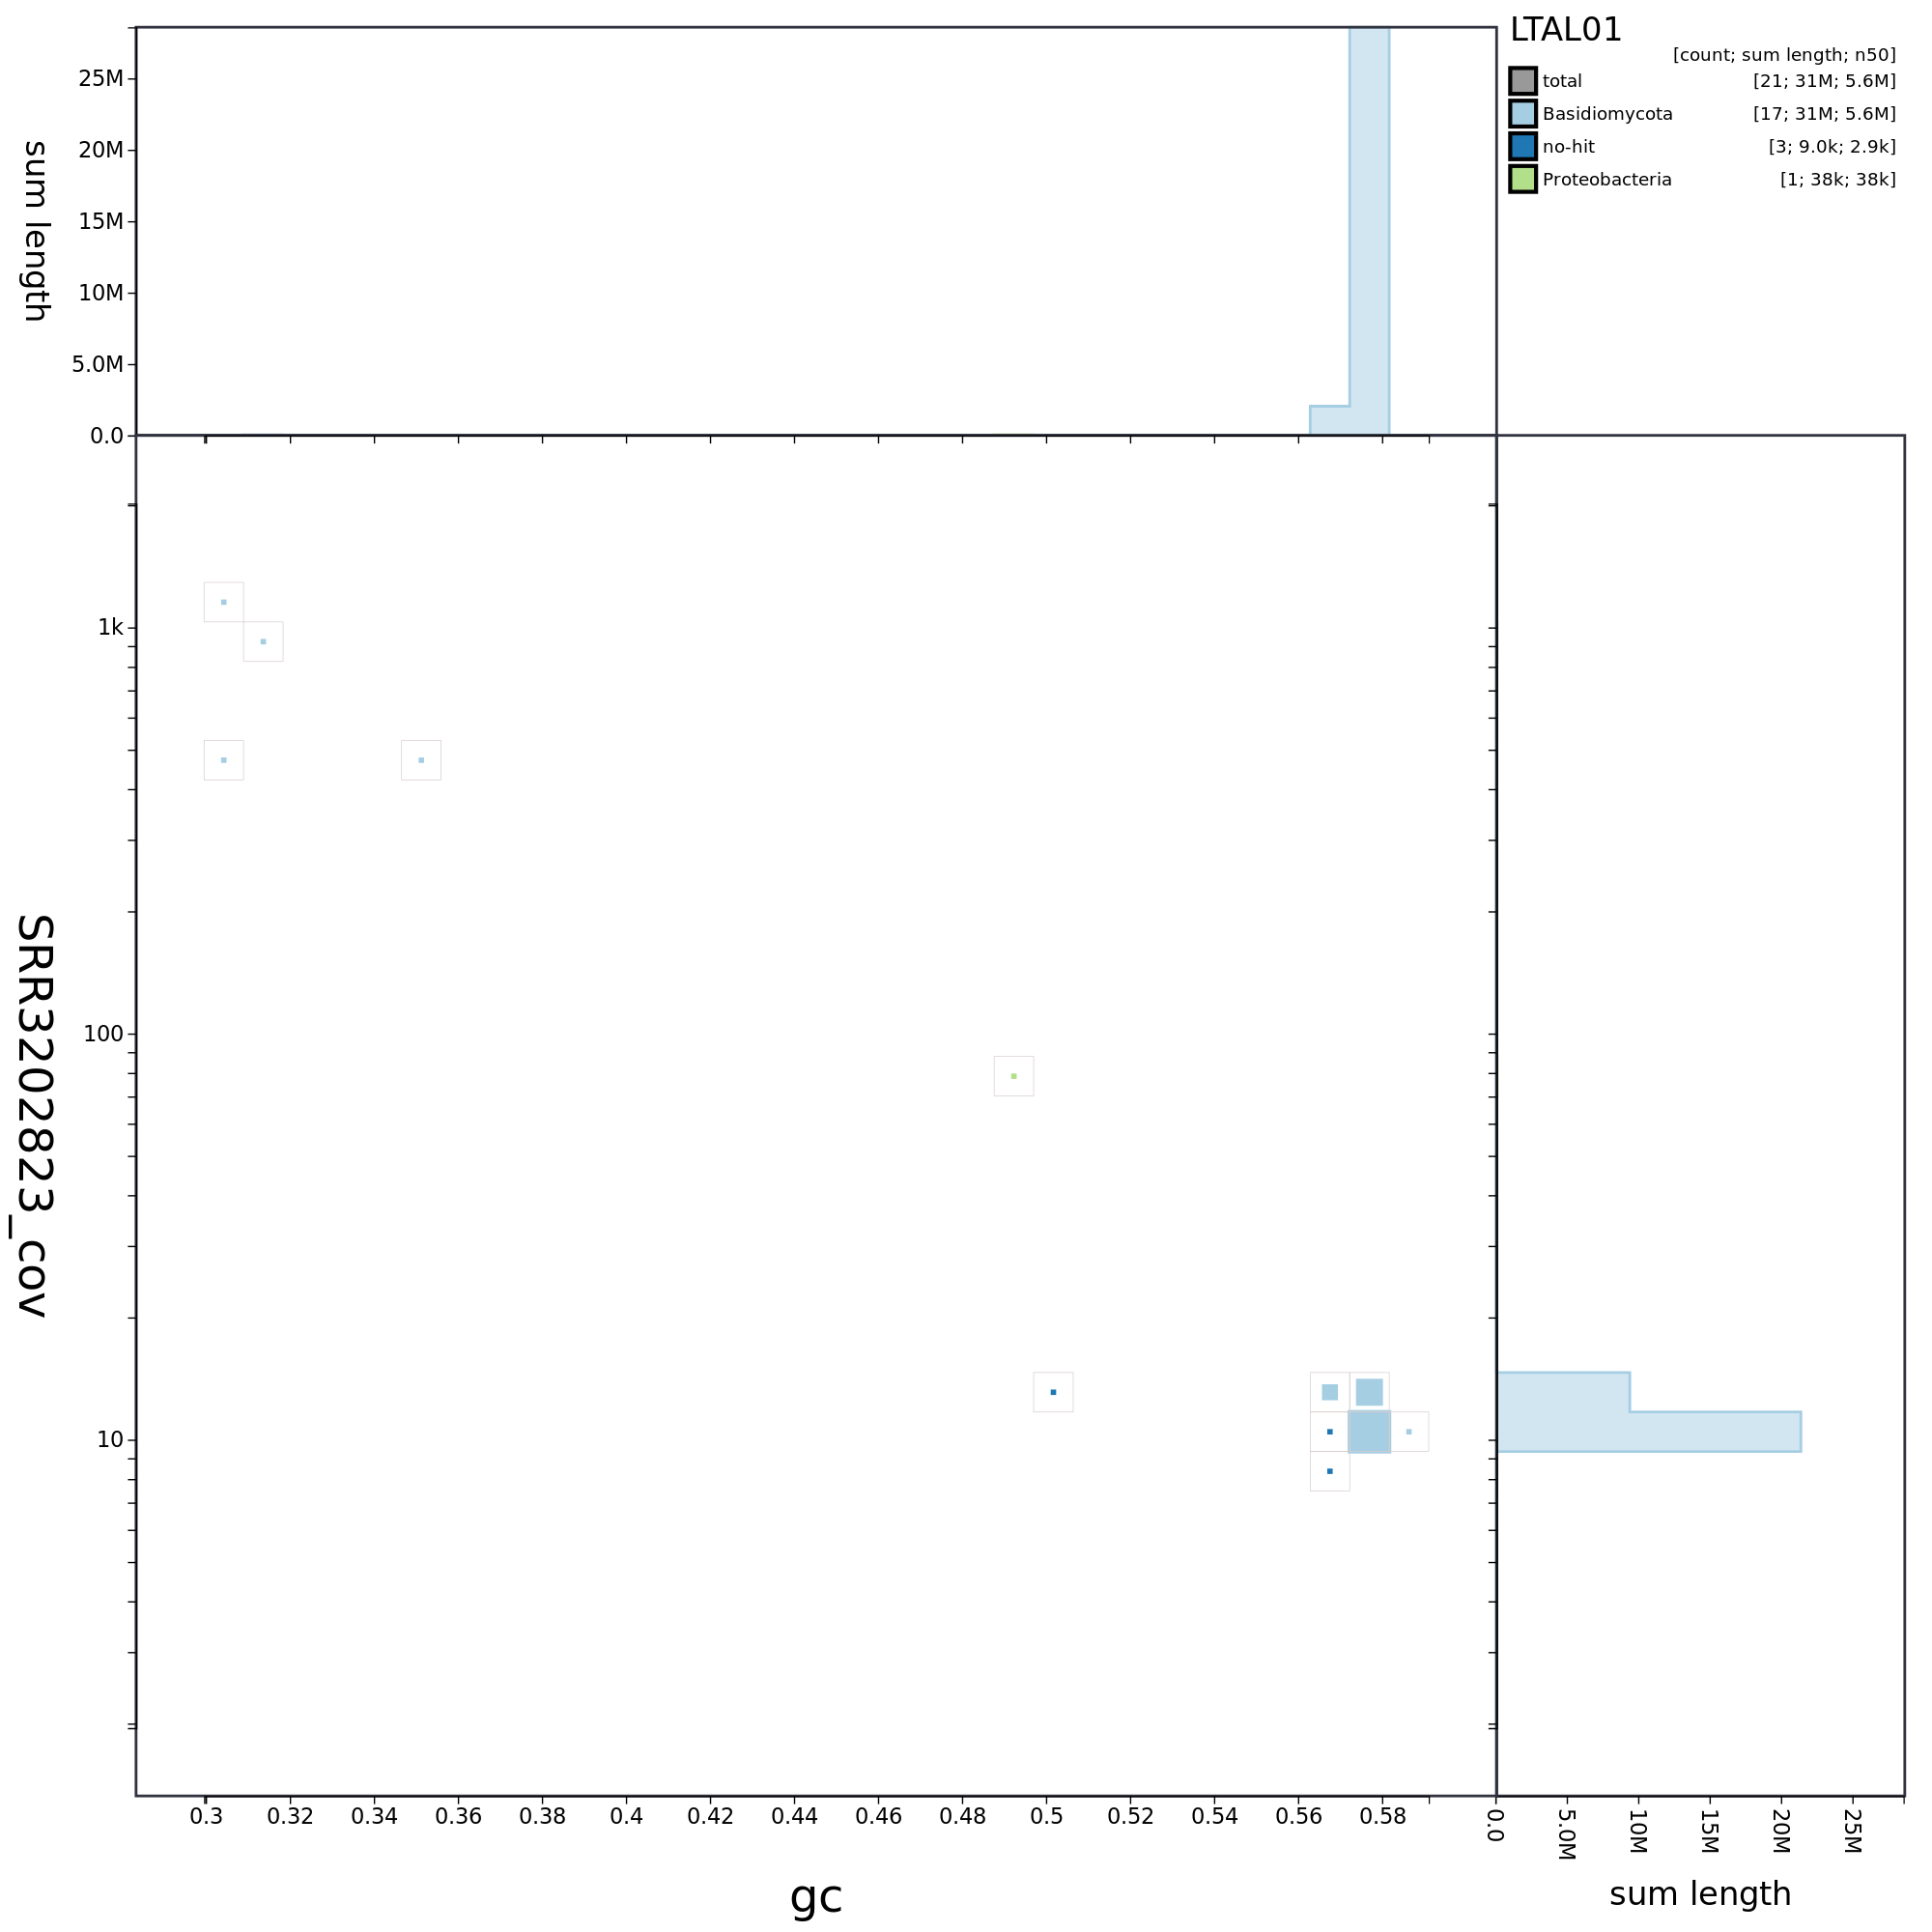 LTAL01
[count; sum length; n50]
total [21; 31M; 5.6M]
Basidiomycota [17; 31M; 5.6M]
no-hit [3; 9.0k; 2.9k]
Proteobacteria [1; 38k; 38k]
sum length
25M
20M
15M
10M
5.0M
0.0
SRR3202823_cov
1k
100
10
0.3 0.32 0.34 0.36 0.38 0.4 0.42 0.44 0.46 0.48 0.5 0.52 0.54 0.56 0.58
gc
0.0 5.0M 10M 15M 20M 25M
sum length